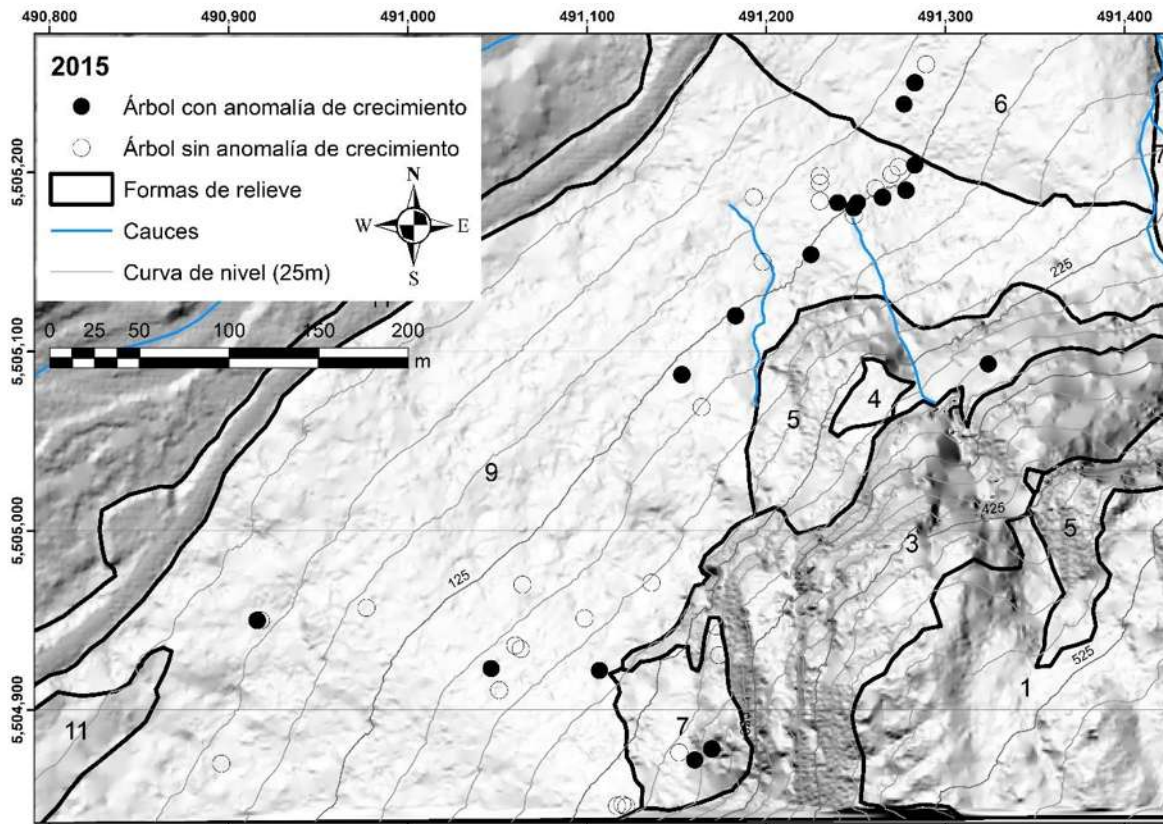 490,800 490,900 491,000 491,100 491,200 491,300 491,400
2015
Árbol con anomalía de crecimiento
Árbol sin anomalía de crecimiento
Formas de relieve
Cauces
Curva de nivel (25m)
N
W E
S
0 25 50 100 150 200
m
5,505,200
5,505,100
5,505,000
5,504,900
6
7
225
5
4
9
425
3
5
125
525
1
11
7